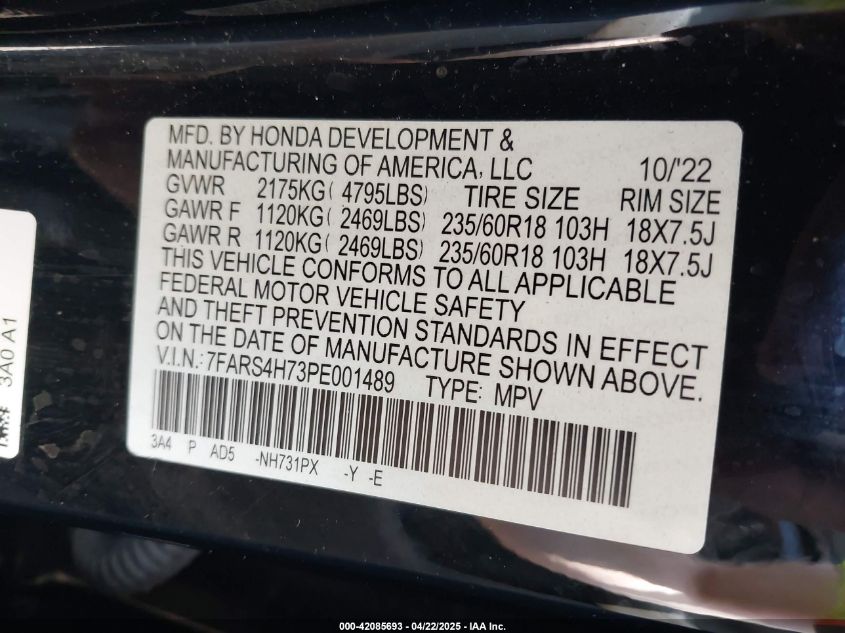 MFD. BY HONDA DEVELOPMENT &
MANUFACTURING OF AMERICA, LLC 10/'22
GVWR 2175KG( 4795LBS) TIRE SIZE RIM SIZE
GAWR F 1120KG( 2469LBS) 235/60R18 103H 18X7.5J
GAWR R 1120KG( 2469LBS) 235/60R18 103H 18X7.5J
THIS VEHICLE CONFORMS TO ALL APPLICABLE
FEDERAL MOTOR VEHICLE SAFETY
AND THEFT PREVENTION STANDARDS IN EFFECT
ON THE DATE OF MANUFACTURE SHOWN ABOVE.
V.I.N.: 7FARS4H73PE001489 TYPE: MPV
3A4 P AD5 -NH731PX -Y -E
3A0 A1
000-42085693 - 04/22/2025 - IAA Inc.